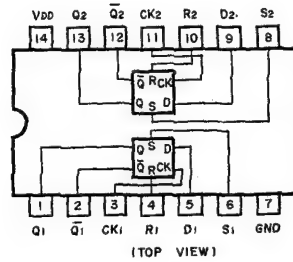 VDD Q2 Q̅2 CK2 R2 D2 S2
14 13 12 11 10 9 8
Q̅ R CK
Q S D
Q S D
Q̅ R CK
1 2 3 4 5 6 7
Q1 Q̅1 CK1 R1 D1 S1 GND
(TOP VIEW)